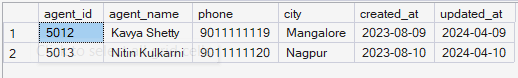 agent_id agent_name phone city created_at updated_at
1 5012 Kavya Shetty 9011111119 Mangalore 2023-08-09 2024-04-09
2 5013 Nitin Kulkarni 9011111120 Nagpur 2023-08-10 2024-04-10